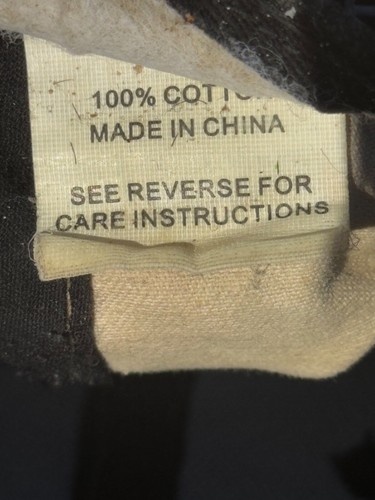 100% COTTO
MADE IN CHINA
SEE REVERSE FOR
CARE INSTRUCTIONS